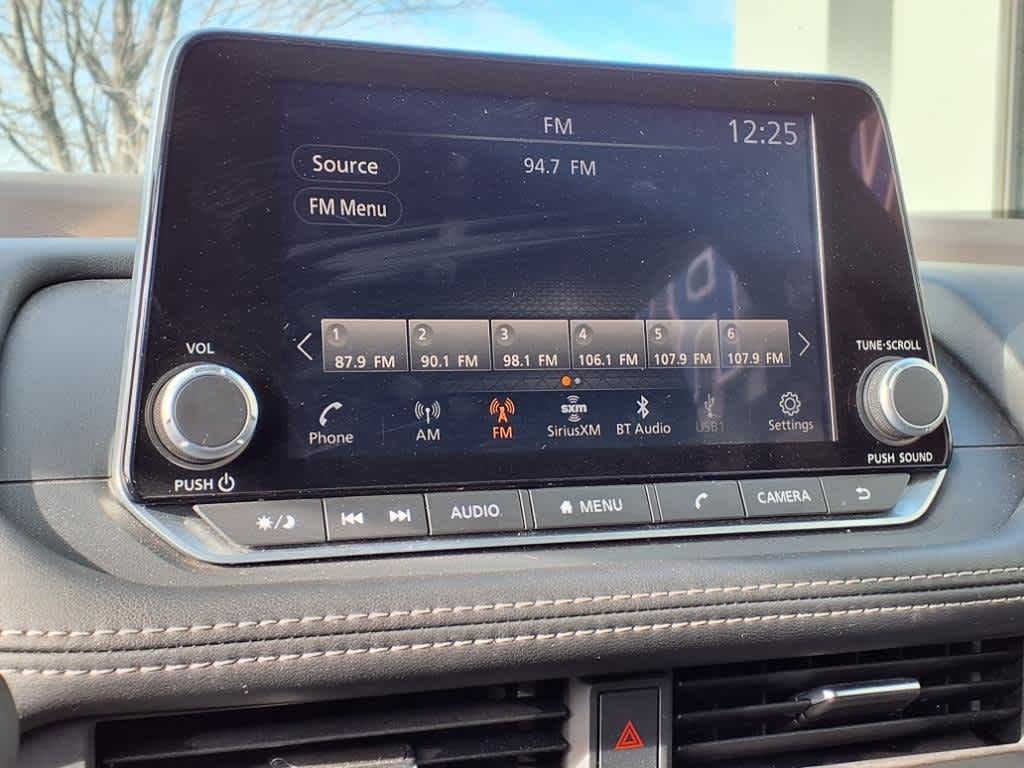 FM
12:25
Source
94.7 FM
FM Menu
1 2 3 4 5 6
87.9 FM 90.1 FM 98.1 FM 106.1 FM 107.9 FM 107.9 FM
VOL
TUNE·SCROLL
Phone AM FM sxm SiriusXM BT Audio USB1 Settings
PUSH
PUSH SOUND
AUDIO MENU CAMERA